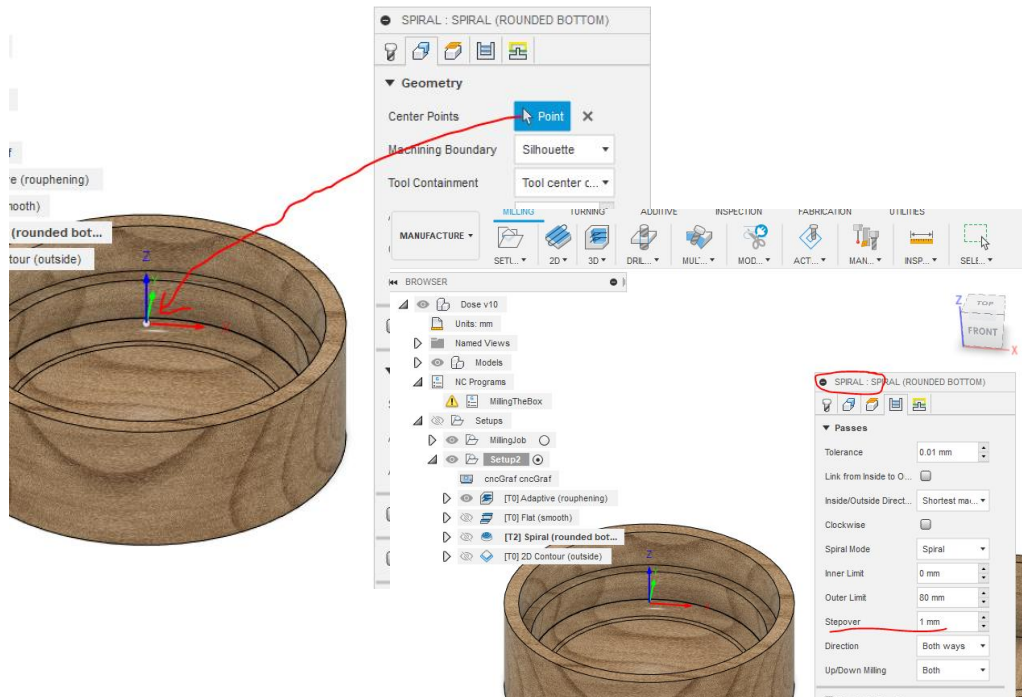 SPIRAL : SPIRAL (ROUNDED BOTTOM)
Geometry
Center Points
Point
Machining Boundary
Silhouette
Tool Containment
Tool center c...
(rouphening)
(rounded bot...
(outside)
Z
MILLING
TURNING
ADDITIVE
INSPECTION
FABRICATION
UTILITIES
MANUFACTURE
SETU...
2D
3D
DRIL...
MUL'...
MOD...
ACT...
MAN...
INSP...
SELE...
BROWSER
Dose v10
Units: mm
Named Views
Models
NC Programs
MillingTheBox
Setups
MillingJob
Setup2
cncGraf cncGraf
[T0] Adaptive (rouphening)
[T0] Flat (smooth)
[T2] Spiral (rounded bot...
[T0] 2D Contour (outside)
Z
Z
TOP
FRONT
X
SPIRAL : SPIRAL (ROUNDED BOTTOM)
Passes
Tolerance
0.01 mm
Link from Inside to O...
Inside/Outside Direct...
Shortest mac...
Clockwise
Spiral Mode
Spiral
Inner Limit
0 mm
Outer Limit
80 mm
Stepover
1 mm
Direction
Both ways
Up/Down Milling
Both